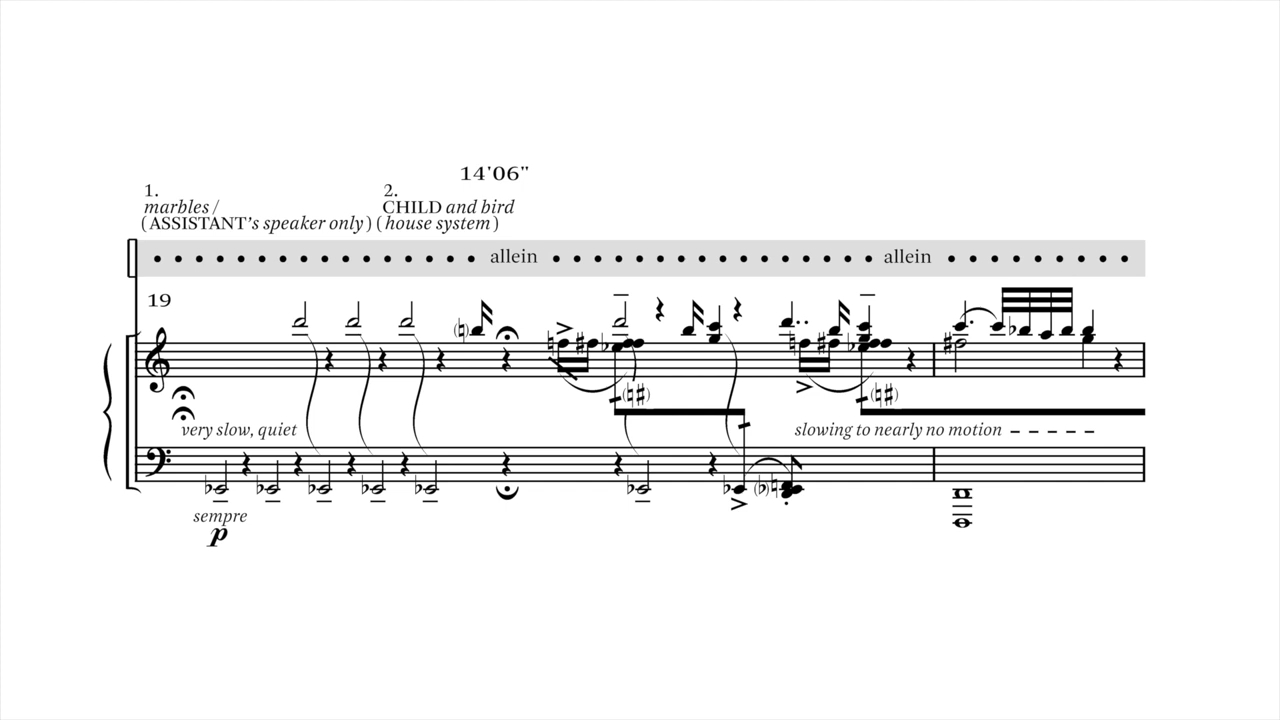 14'06"
1.
marbles /
( ASSISTANT's speaker only )
2.
CHILD and bird
( house system )
allein
allein
19
very slow, quiet
slowing to nearly no motion
sempre
p